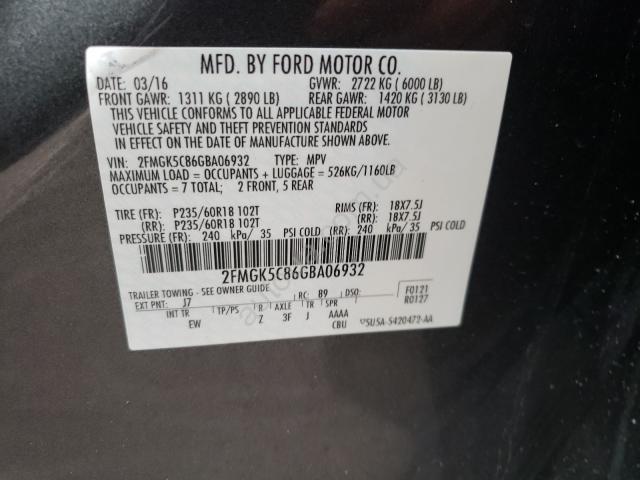 MFD. BY FORD MOTOR CO.
DATE: 03/16 GVWR: 2722 KG ( 6000 LB)
FRONT GAWR: 1311 KG ( 2890 LB) REAR GAWR: 1420 KG ( 3130 LB)
THIS VEHICLE CONFORMS TO ALL APPLICABLE FEDERAL MOTOR
VEHICLE SAFETY AND THEFT PREVENTION STANDARDS
IN EFFECT ON THE DATE OF MANUFACTURE SHOWN ABOVE.
VIN: 2FMGK5C86GBA06932 TYPE: MPV
MAXIMUM LOAD = OCCUPANTS + LUGGAGE = 526KG/1160LB
OCCUPANTS = 7 TOTAL; 2 FRONT, 5 REAR
TIRE (FR): P235/60R18 102T RIMS (FR): 18X7.5J
(RR): P235/60R18 102T (RR): 18X7.5J
PRESSURE (FR): 240 kPa/ 35 PSI COLD (RR): 240 kPa/ 35 PSI COLD
2FMGK5C86GBA06932
TRAILER TOWING - SEE OWNER GUIDE
EXT PNT: J7 RC: 89 DSO: F0121
R0127
INT TR TP/PS R AXLE TR SPR
EW Z 3F J AAAA
CBU 5U5A-5420472-AA